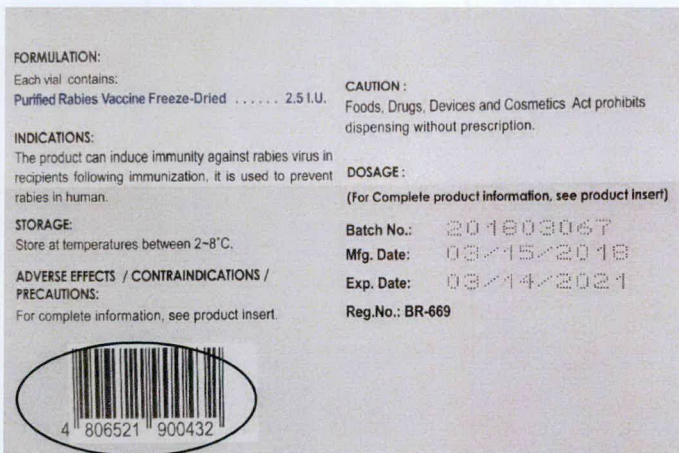 FORMULATION:
Each vial contains:
Purified Rabies Vaccine Freeze-Dried ...... 2.5 I.U.
INDICATIONS:
The product can induce immunity against rabies virus in
recipients following immunization, it is used to prevent
rabies in human.
STORAGE:
Store at temperatures between 2~8°C.
ADVERSE EFFECTS / CONTRAINDICATIONS /
PRECAUTIONS:
For complete information, see product insert.
4 806521 900432
CAUTION :
Foods, Drugs, Devices and Cosmetics Act prohibits
dispensing without prescription.
DOSAGE :
(For Complete product information, see product insert)
Batch No.: 201803067
Mfg. Date: 03/15/2018
Exp. Date: 03/14/2021
Reg.No.: BR-669